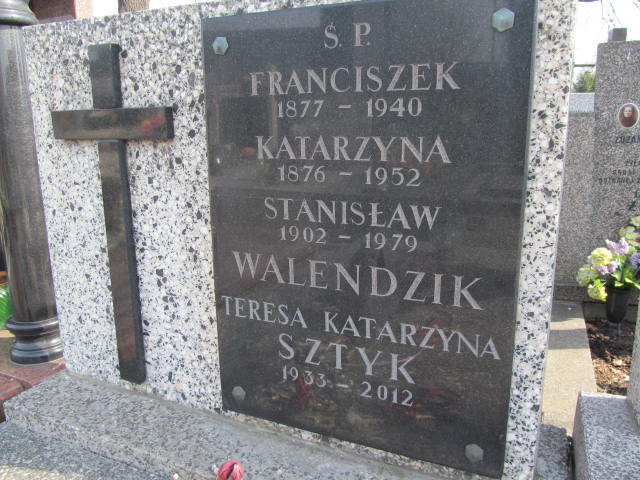 Ś. P.
FRANCISZEK
1877 - 1940
KATARZYNA
1876 - 1952
STANISŁAW
1902 - 1979
WALENDZIK
TERESA KATARZYNA
SZTYK
1933 - 2012